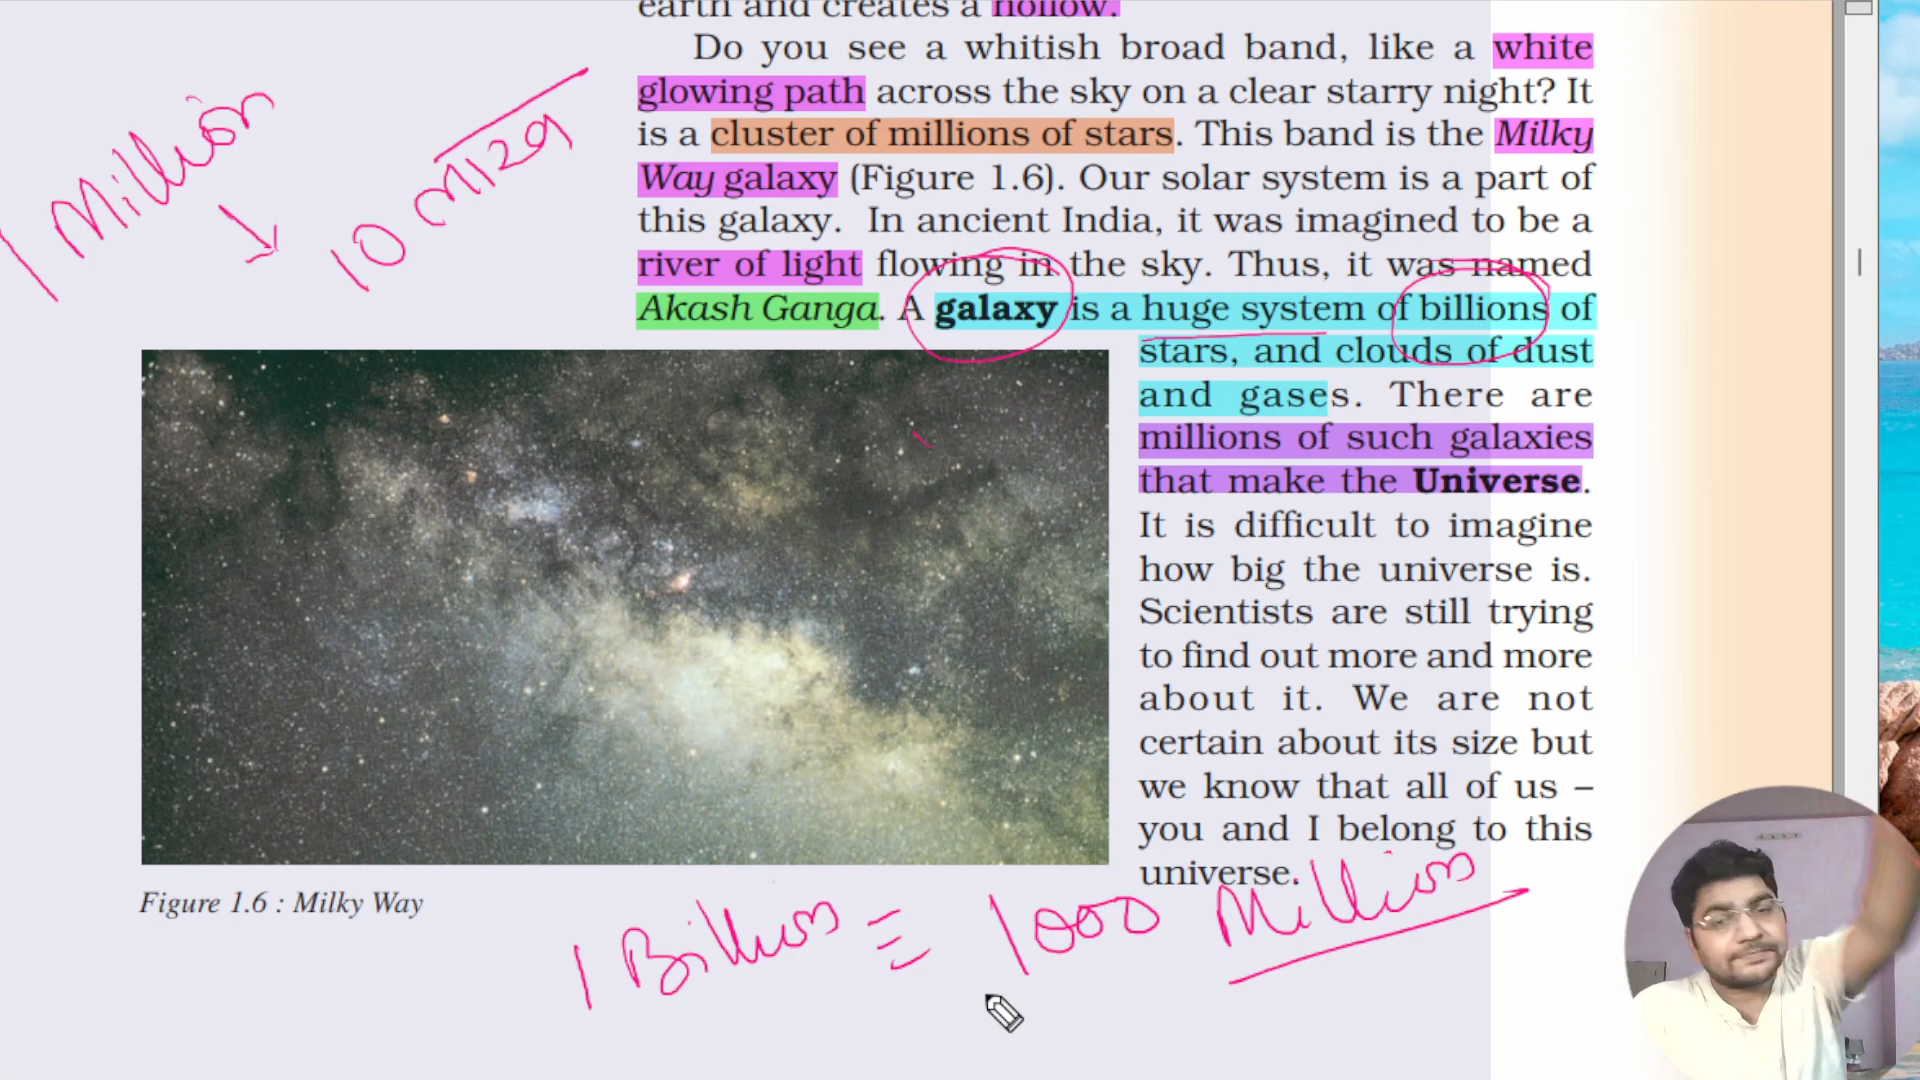 earth and creates a hollow.
Do you see a whitish broad band, like a white
glowing path across the sky on a clear starry night? It
is a cluster of millions of stars. This band is the Milky
Way galaxy (Figure 1.6). Our solar system is a part of
this galaxy. In ancient India, it was imagined to be a
river of light flowing in the sky. Thus, it was named
Akash Ganga. A galaxy is a huge system of billions of
stars, and clouds of dust
and gases. There are
millions of such galaxies
that make the Universe.
It is difficult to imagine
how big the universe is.
Scientists are still trying
to find out more and more
about it. We are not
certain about its size but
we know that all of us –
you and I belong to this
universe.
Figure 1.6 : Milky Way
1 Million
10 लाख
1 Billion = 1000 Million